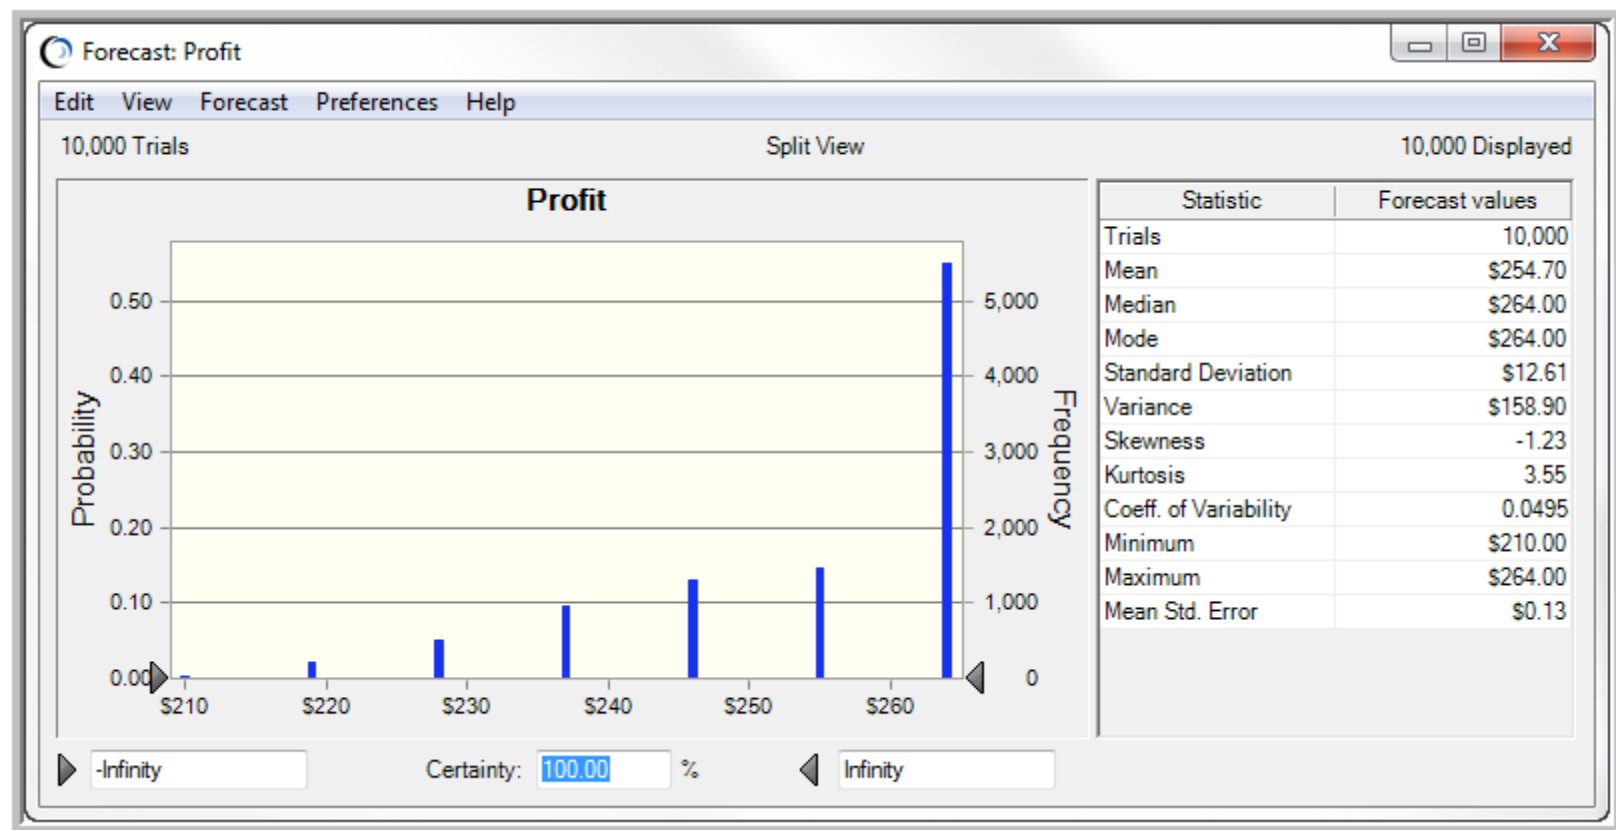 Forecast: Profit
Edit View Forecast Preferences Help
10,000 Trials Split View 10,000 Displayed
Profit
Probability
0.50
0.40
0.30
0.20
0.10
0.00
5,000
4,000
3,000
2,000
1,000
0
Frequency
$210 $220 $230 $240 $250 $260
Statistic Forecast values
Trials 10,000
Mean $254.70
Median $264.00
Mode $264.00
Standard Deviation $12.61
Variance $158.90
Skewness -1.23
Kurtosis 3.55
Coeff. of Variability 0.0495
Minimum $210.00
Maximum $264.00
Mean Std. Error $0.13
-Infinity Certainty: 100.00 % Infinity